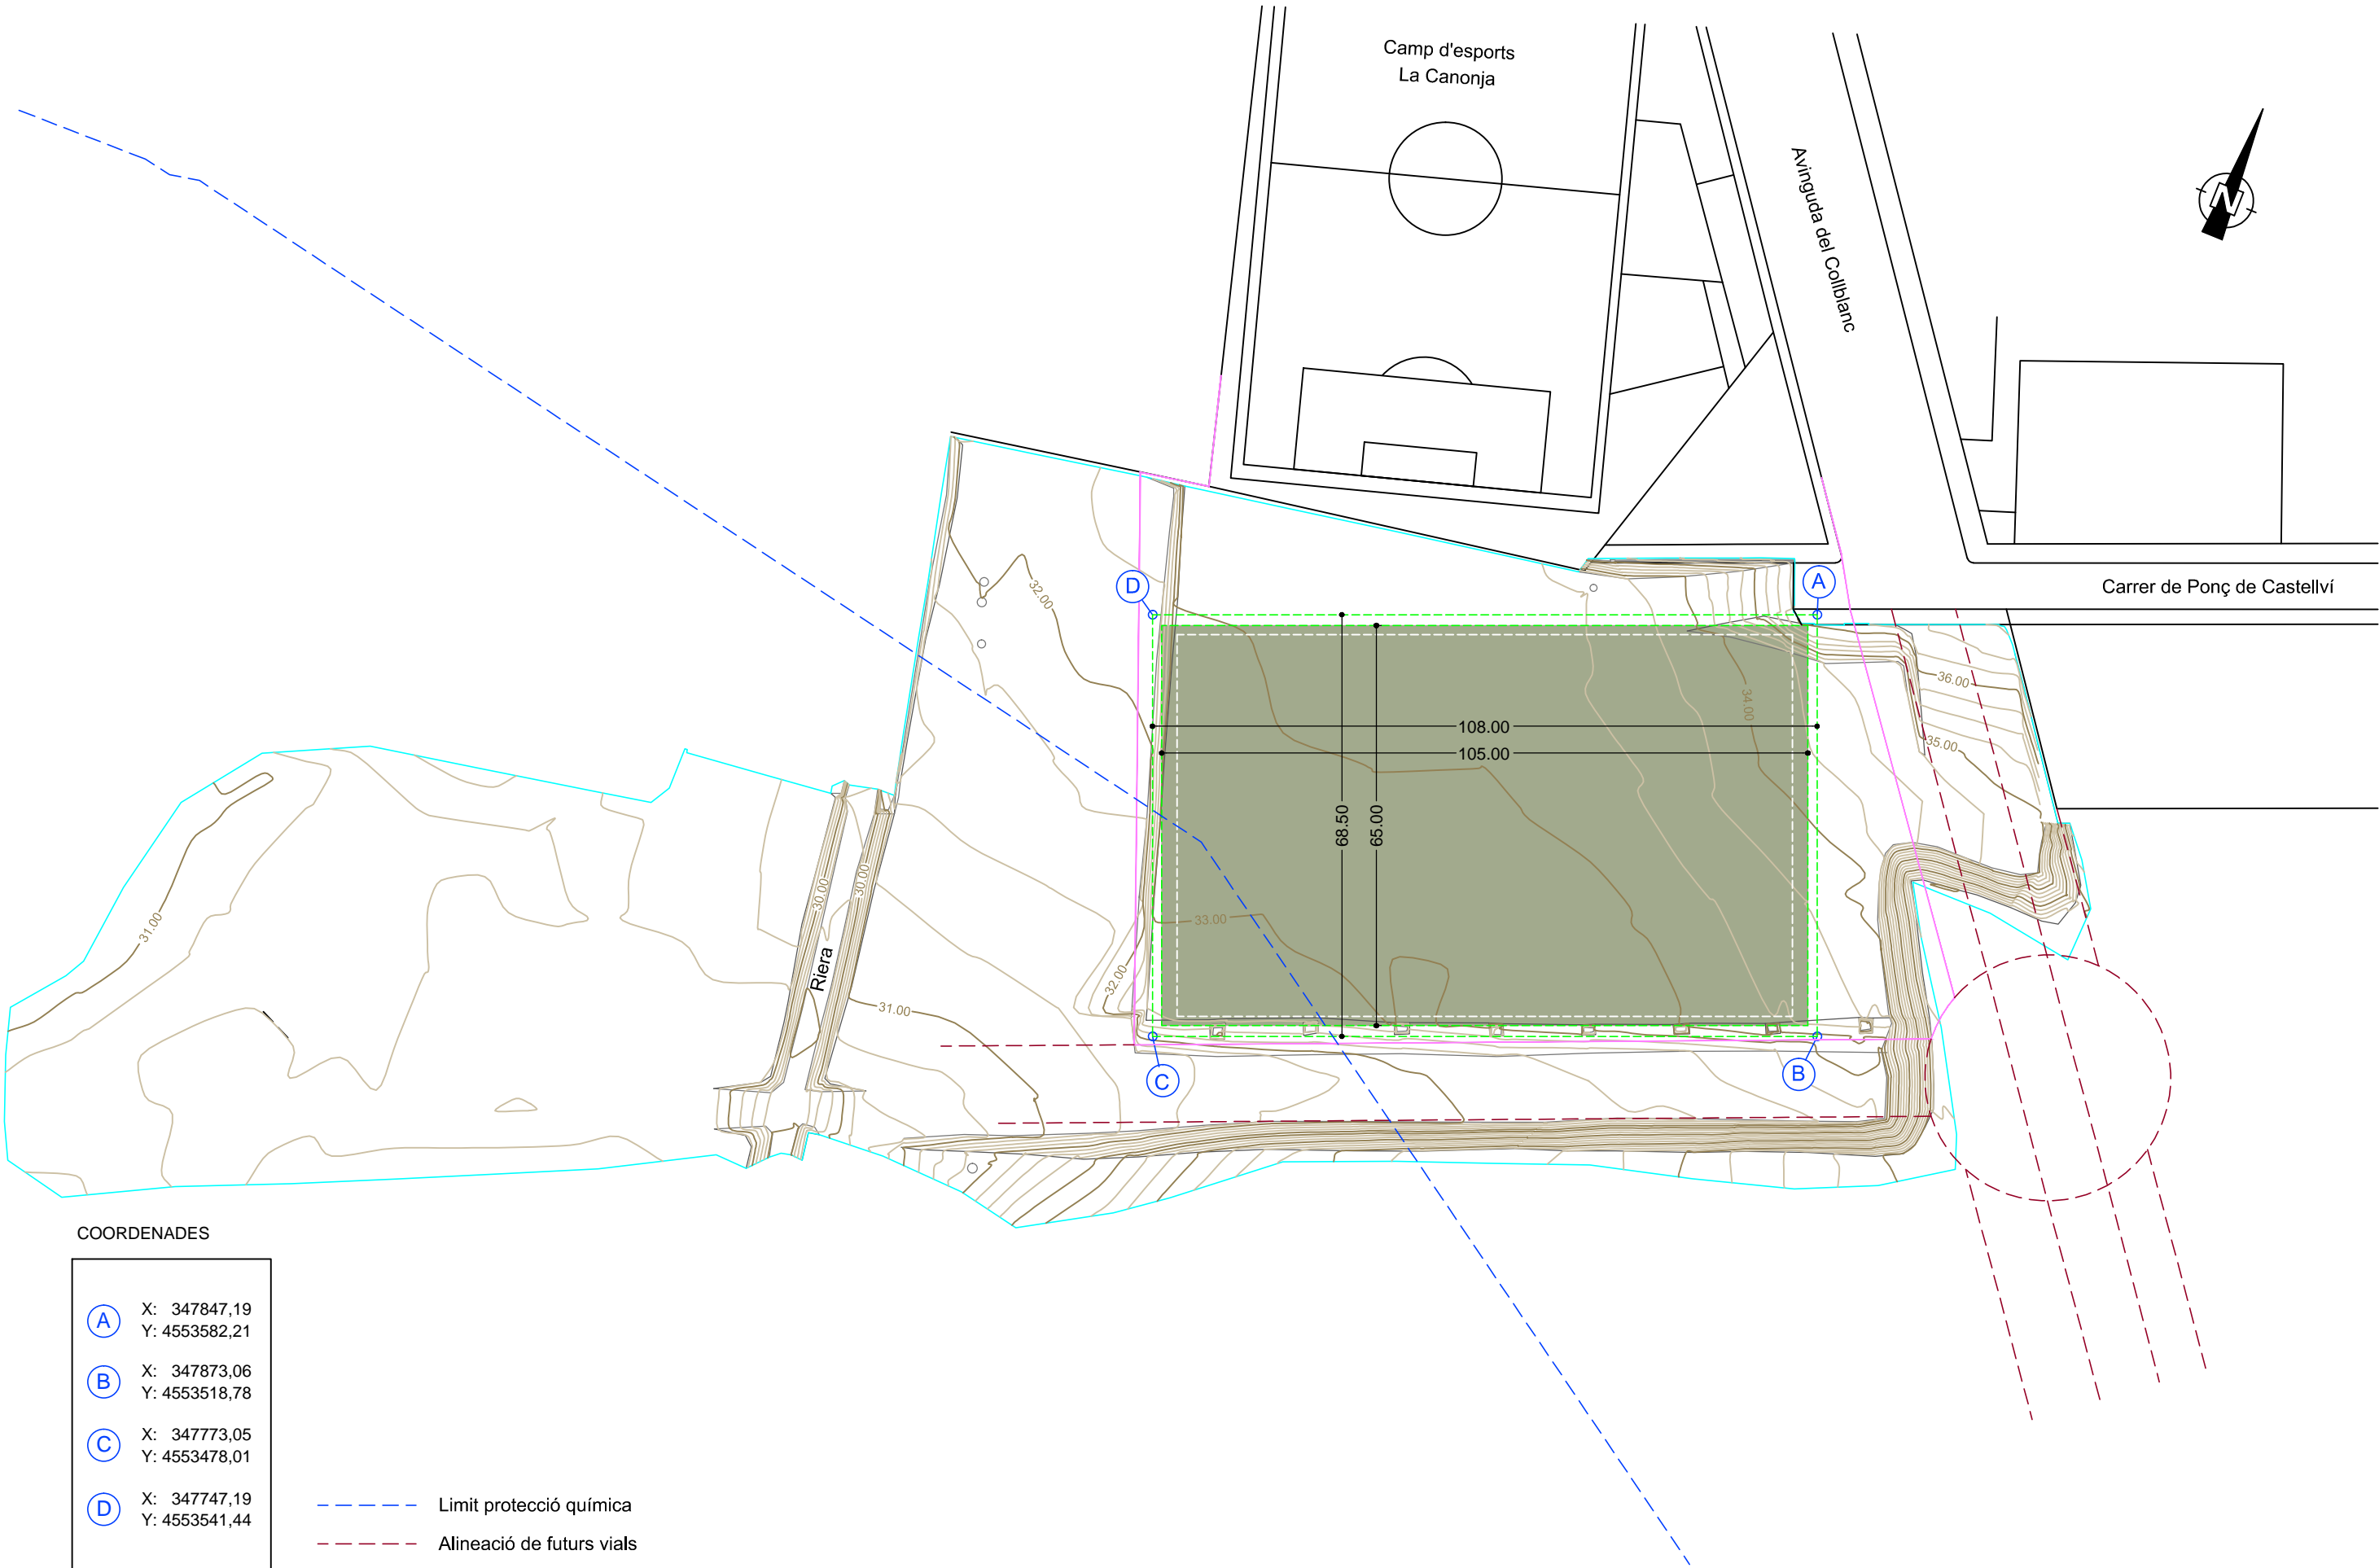 Camp d'esports
La Canonja
Avinguda del Collblanc
N
Carrer de Ponç de Castellví
D
A
32.00
36.00
34.00
35.00
108.00
105.00
68.50
65.00
33.00
32.00
30.00
30.00
31.00
31.00
Riera
C
B
COORDENADES
A X: 347847,19
Y: 4553582,21
B X: 347873,06
Y: 4553518,78
C X: 347773,05
Y: 4553478,01
D X: 347747,19
Y: 4553541,44
Limit protecció química
Alineació de futurs vials